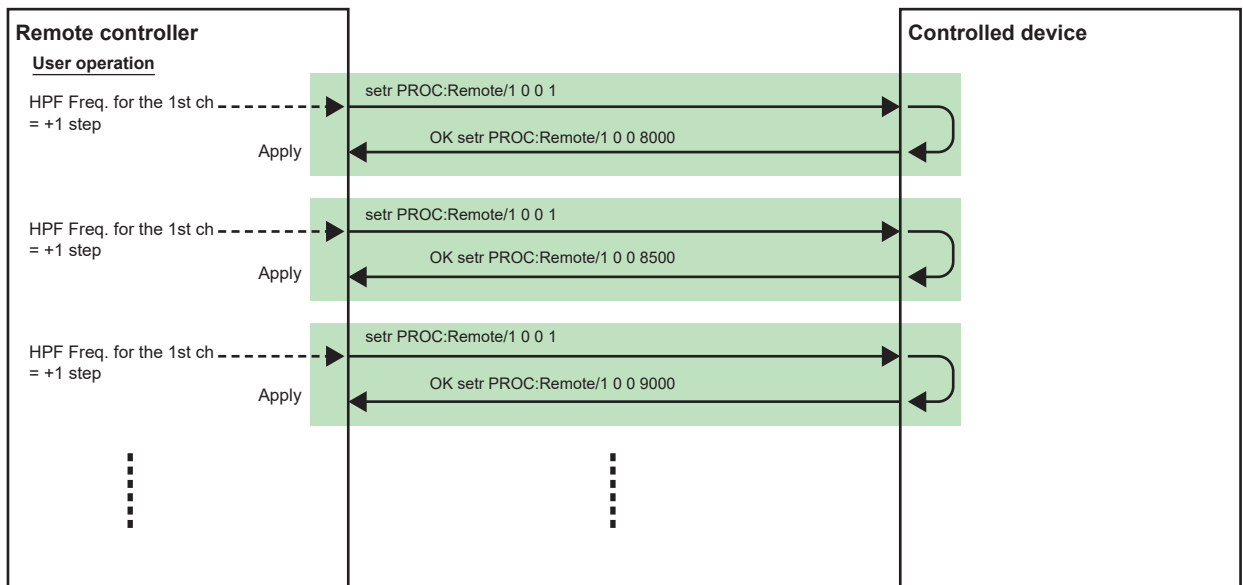 Remote controller
Controlled device
User operation
HPF Freq. for the 1st ch
= +1 step
setr PROC:Remote/1 0 0 1
OK setr PROC:Remote/1 0 0 8000
Apply
HPF Freq. for the 1st ch
= +1 step
setr PROC:Remote/1 0 0 1
OK setr PROC:Remote/1 0 0 8500
Apply
HPF Freq. for the 1st ch
= +1 step
setr PROC:Remote/1 0 0 1
OK setr PROC:Remote/1 0 0 9000
Apply